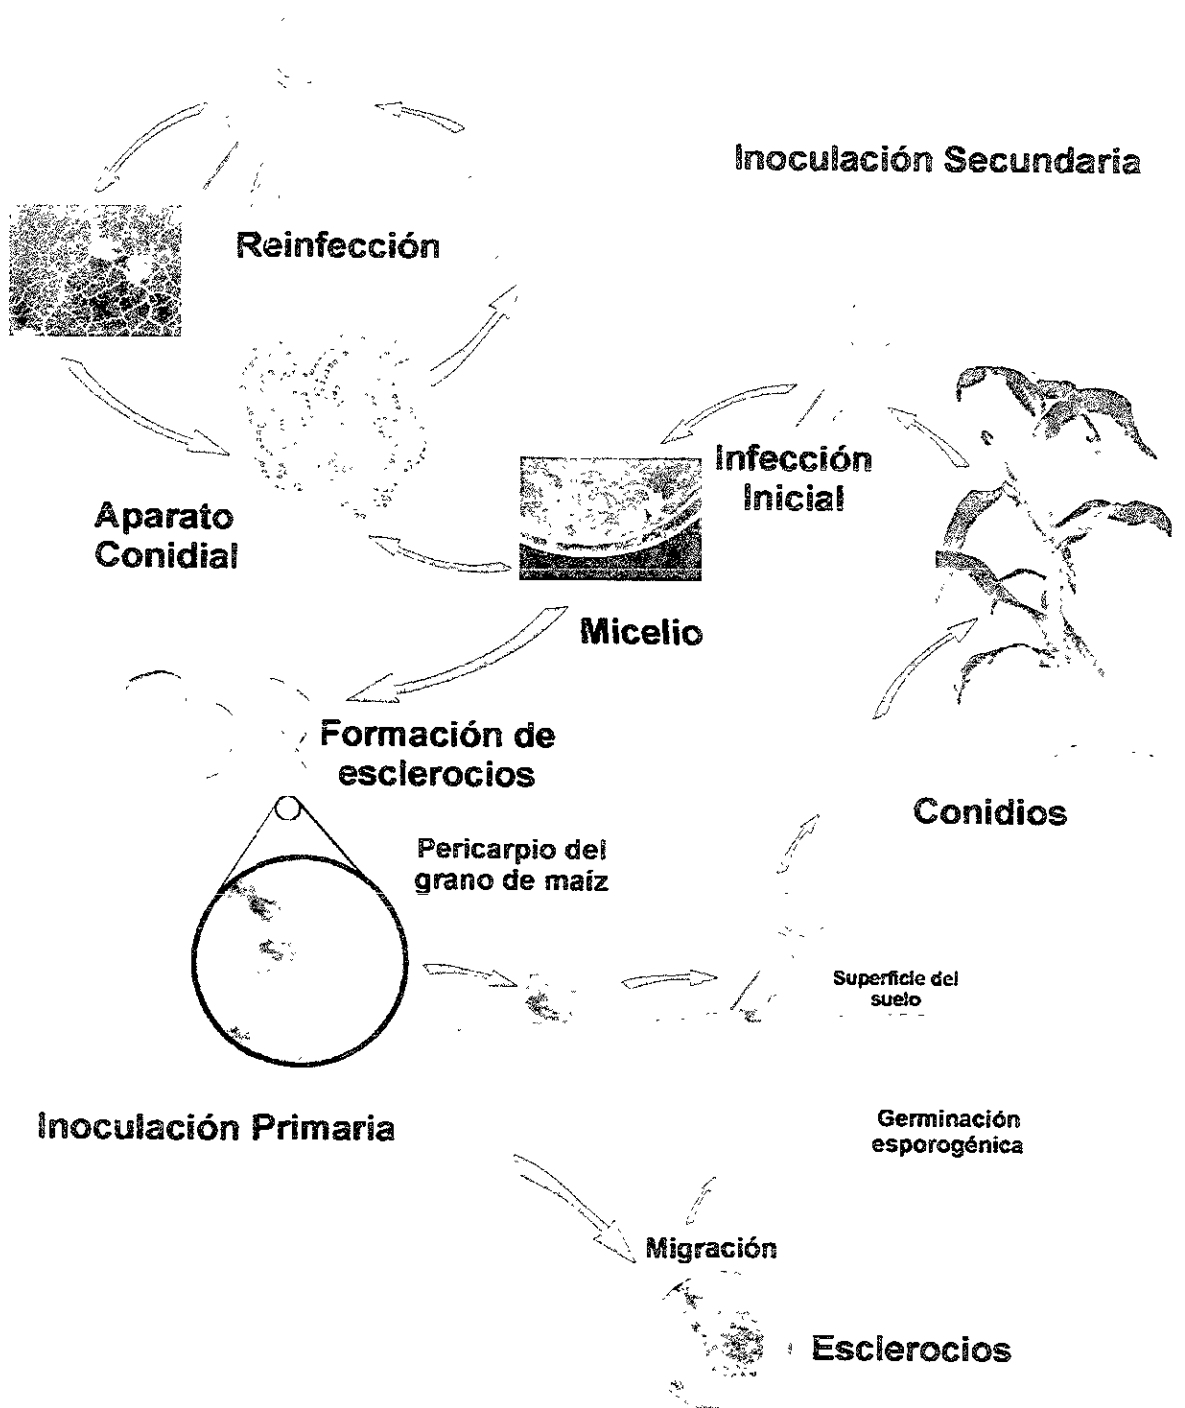 Inoculación Secundaria
Reinfección
Infección
Inicial
Aparato
Conidial
Micelio
Formación de
esclerocios
Conidios
Pericarpio del
grano de maíz
Superficie del
suelo
Inoculación Primaria
Germinación
esporogénica
Migración
Esclerocios